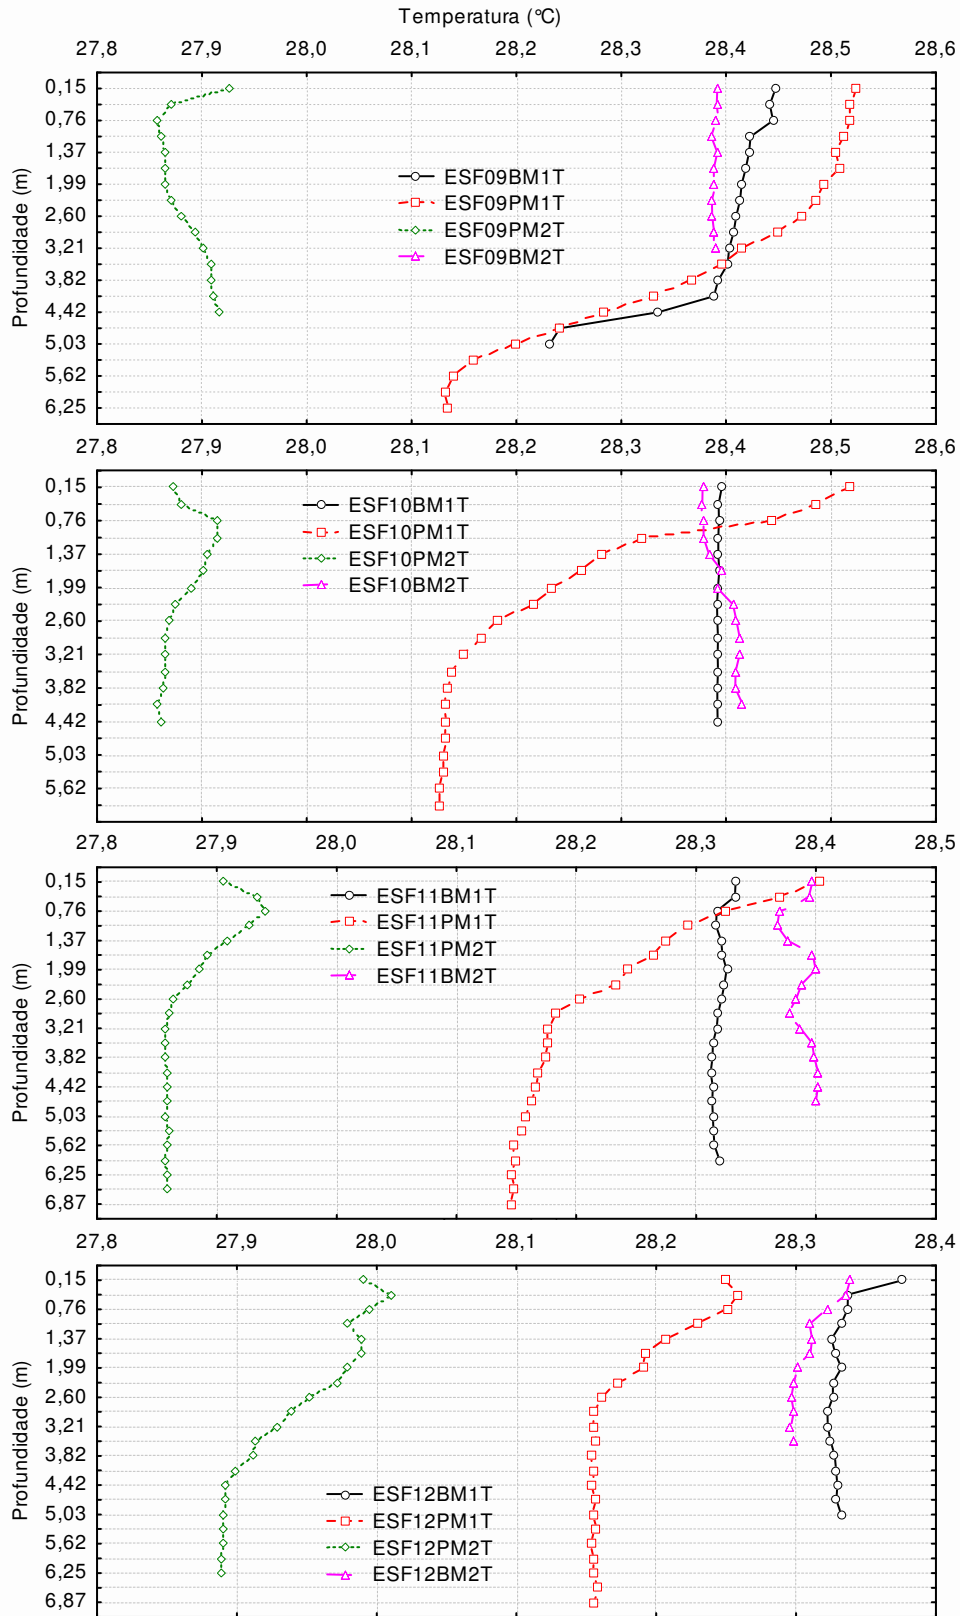 Temperatura (°C)
27,8 27,9 28,0 28,1 28,2 28,3 28,4 28,5 28,6
Profundidade (m)
0,15
0,76
1,37
1,99
2,60
3,21
3,82
4,42
5,03
5,62
6,25
ESF09BM1T
ESF09PM1T
ESF09PM2T
ESF09BM2T
27,8 27,9 28,0 28,1 28,2 28,3 28,4 28,5 28,6
Profundidade (m)
0,15
0,76
1,37
1,99
2,60
3,21
3,82
4,42
5,03
5,62
ESF10BM1T
ESF10PM1T
ESF10PM2T
ESF10BM2T
27,8 27,9 28,0 28,1 28,2 28,3 28,4 28,5
Profundidade (m)
0,15
0,76
1,37
1,99
2,60
3,21
3,82
4,42
5,03
5,62
6,25
6,87
ESF11BM1T
ESF11PM1T
ESF11PM2T
ESF11BM2T
27,8 27,9 28,0 28,1 28,2 28,3 28,4
Profundidade (m)
0,15
0,76
1,37
1,99
2,60
3,21
3,82
4,42
5,03
5,62
6,25
6,87
ESF12BM1T
ESF12PM1T
ESF12PM2T
ESF12BM2T